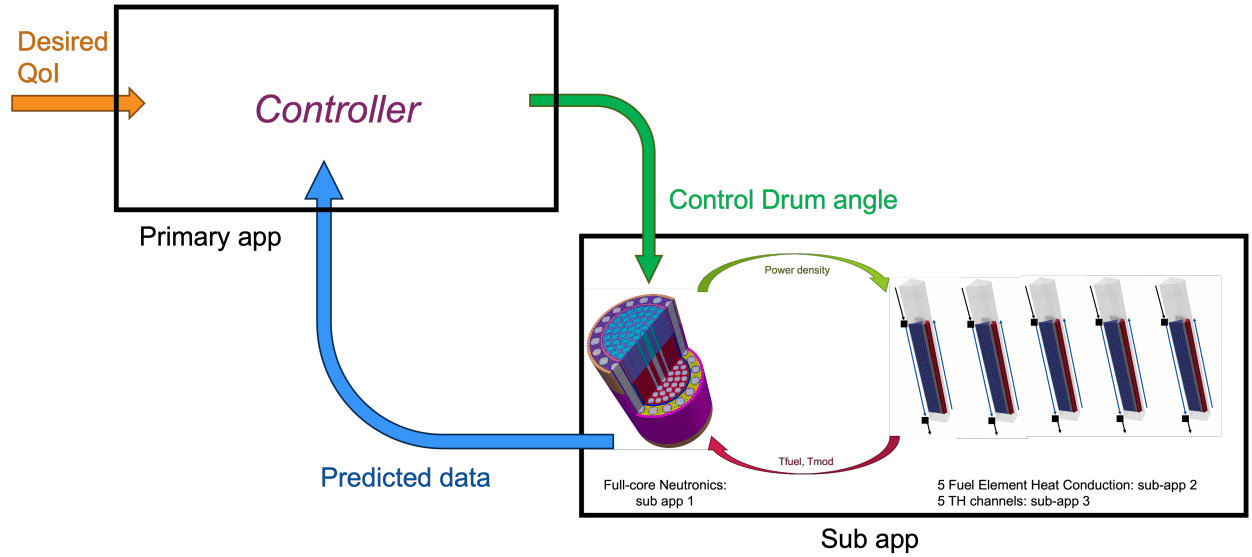 Desired
QoI
Controller
Primary app
Control Drum angle
Power density
Tfuel, Tmod
Predicted data
Full-core Neutronics:
sub app 1
5 Fuel Element Heat Conduction: sub-app 2
5 TH channels: sub-app 3
Sub app